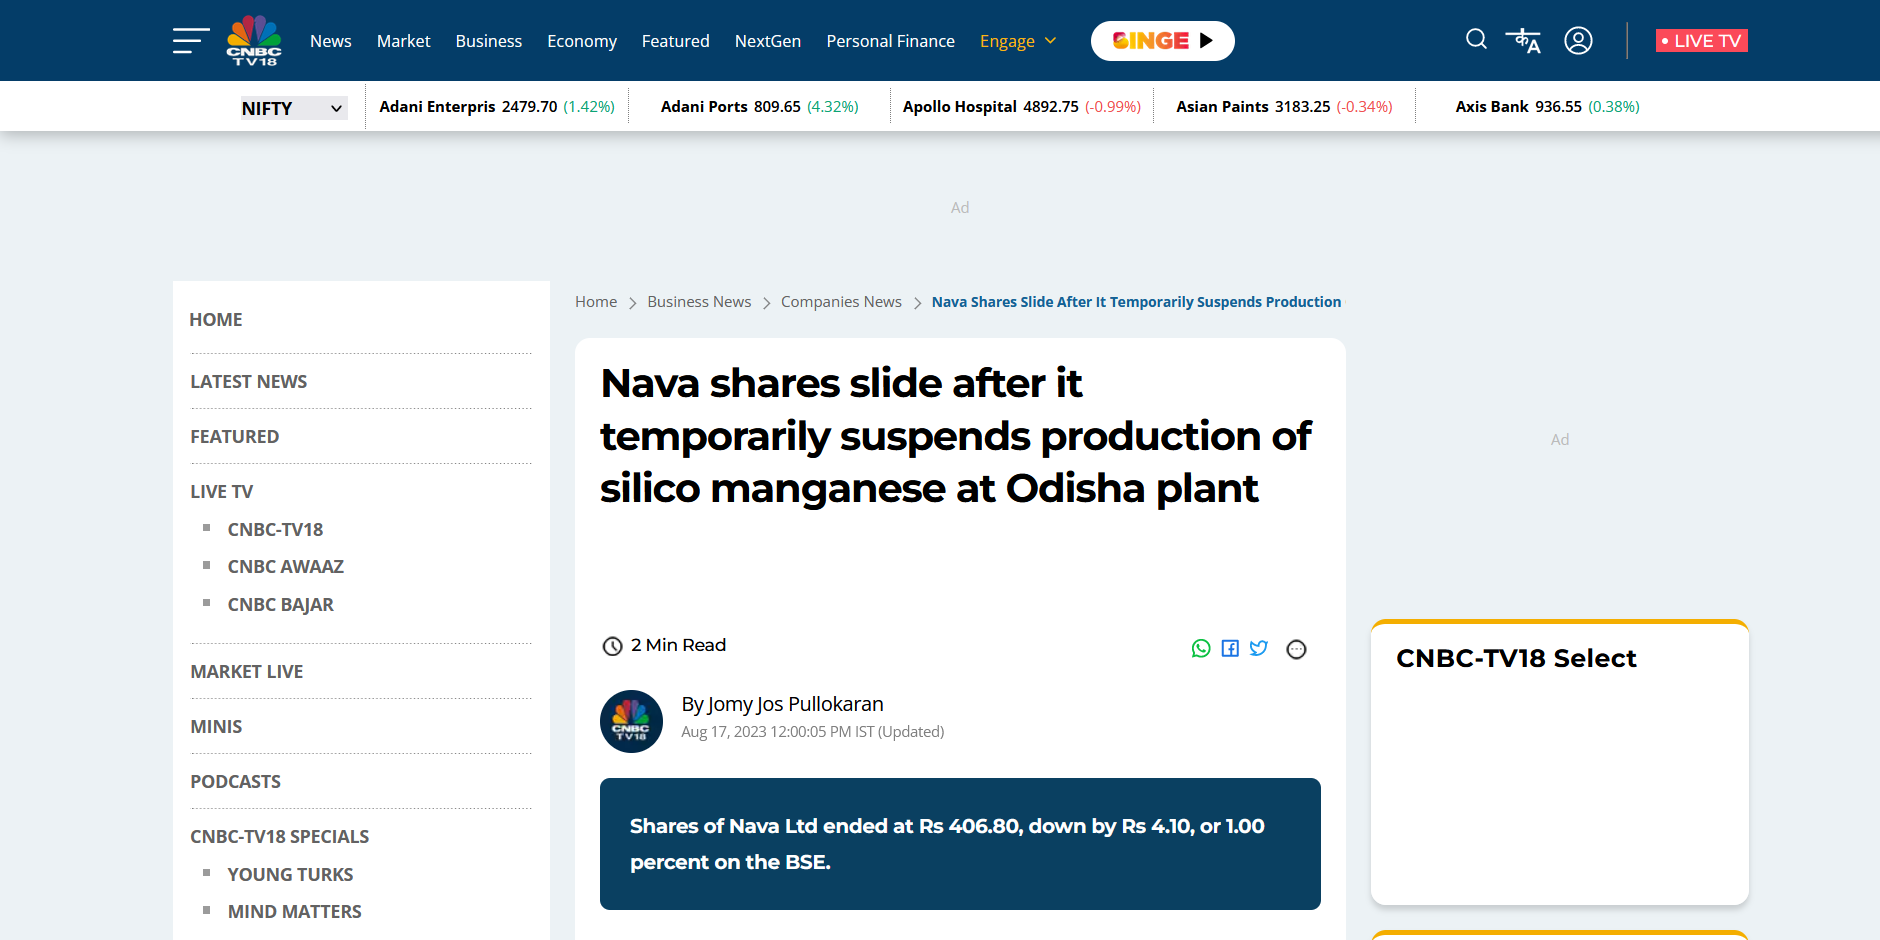 CNBC
TV18
News
Market
Business
Economy
Featured
NextGen
Personal Finance
Engage
BINGE
क A
• LIVE TV
NIFTY
Adani Enterpris 2479.70 (1.42%)
Adani Ports 809.65 (4.32%)
Apollo Hospital 4892.75 (-0.99%)
Asian Paints 3183.25 (-0.34%)
Axis Bank 936.55 (0.38%)
Ad
HOME
LATEST NEWS
FEATURED
LIVE TV
CNBC-TV18
CNBC AWAAZ
CNBC BAJAR
MARKET LIVE
MINIS
PODCASTS
CNBC-TV18 SPECIALS
YOUNG TURKS
MIND MATTERS
Home > Business News > Companies News > Nava Shares Slide After It Temporarily Suspends Production
Nava shares slide after it
temporarily suspends production of
silico manganese at Odisha plant
2 Min Read
CNBC
TV18
By Jomy Jos Pullokaran
Aug 17, 2023 12:00:05 PM IST (Updated)
Shares of Nava Ltd ended at Rs 406.80, down by Rs 4.10, or 1.00
percent on the BSE.
Ad
CNBC-TV18 Select